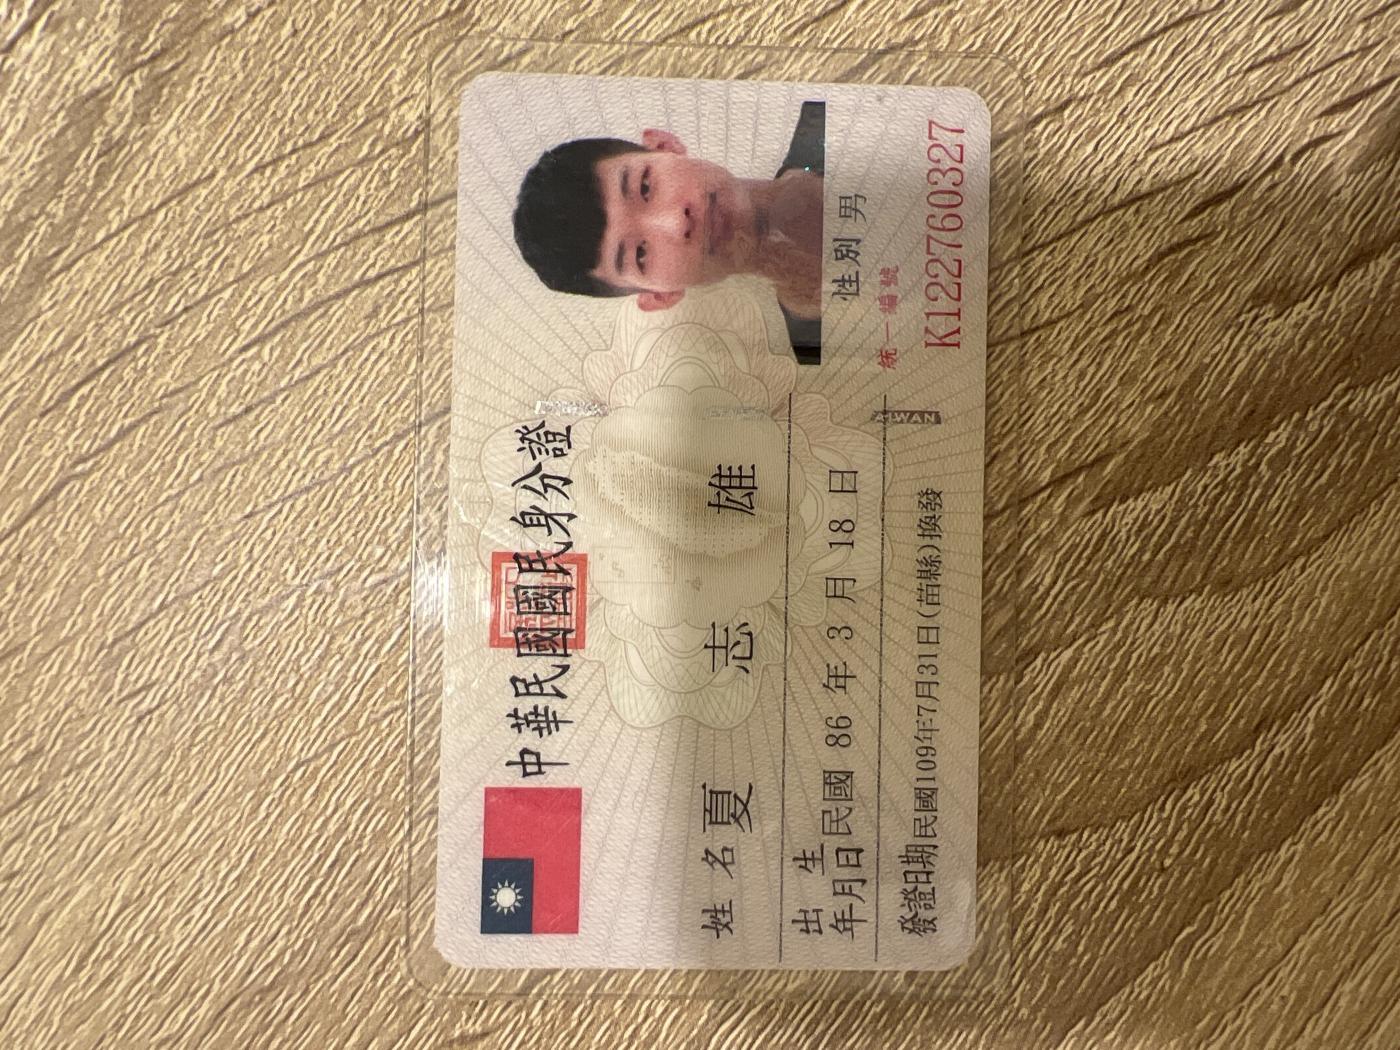 中華民國國民身分證
姓名 夏志雄
出生年月日 民國 86 年 3 月 18 日
性別 男
發證日期 民國109年7月31日(苗縣)換發
統一編號
K122760327
TAIWAN